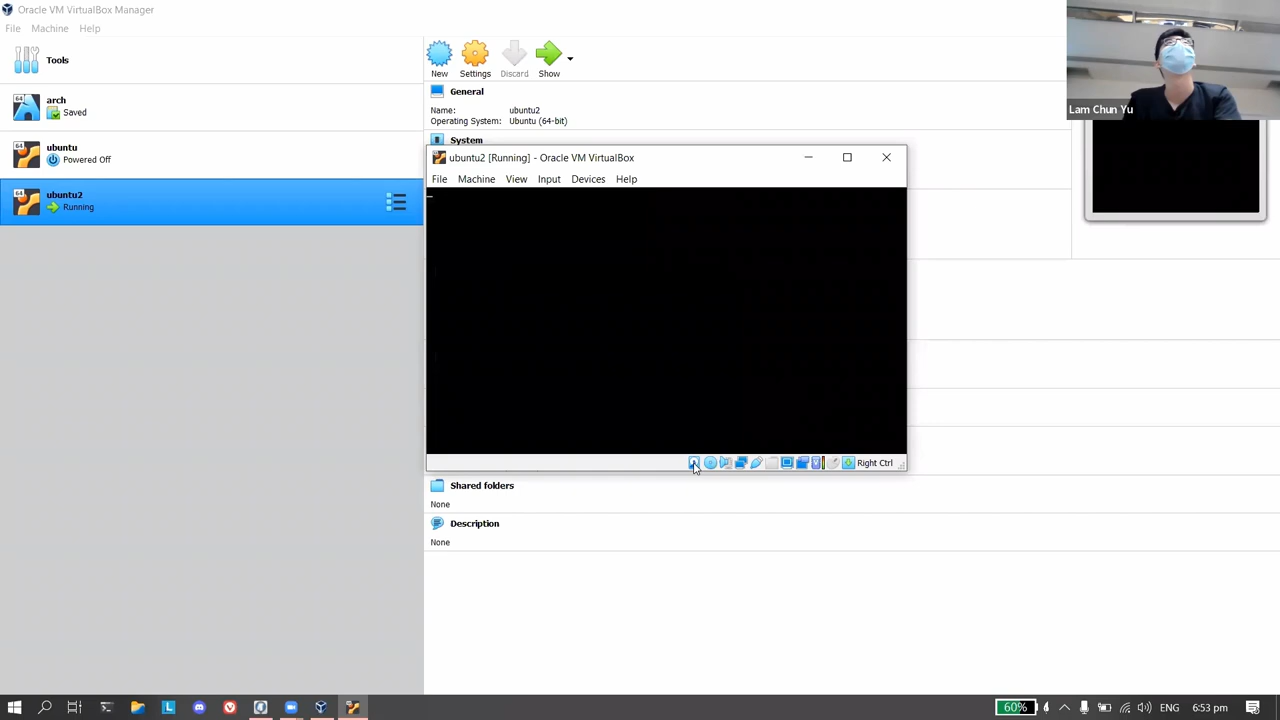 Oracle VM VirtualBox Manager
File Machine Help
Tools
New Settings Discard Show
arch
Saved
ubuntu
Powered Off
ubuntu2
Running
General
Name: ubuntu2
Operating System: Ubuntu (64-bit)
System
ubuntu2 [Running] - Oracle VM VirtualBox
File Machine View Input Devices Help
Right Ctrl
Shared folders
None
Description
None
Lam Chun Yu
60% ENG 6:53 pm